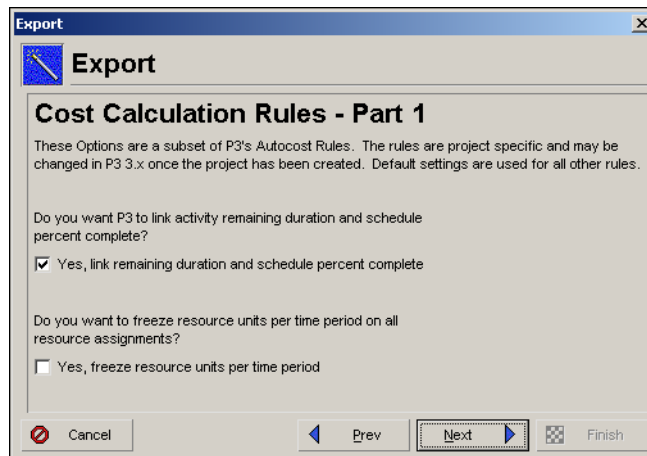 Export
Export
Cost Calculation Rules - Part 1
These Options are a subset of P3's Autocost Rules. The rules are project specific and may be
changed in P3 3.x once the project has been created. Default settings are used for all other rules.
Do you want P3 to link activity remaining duration and schedule
percent complete?
Yes, link remaining duration and schedule percent complete
Do you want to freeze resource units per time period on all
resource assignments?
Yes, freeze resource units per time period
Cancel Prev Next Finish